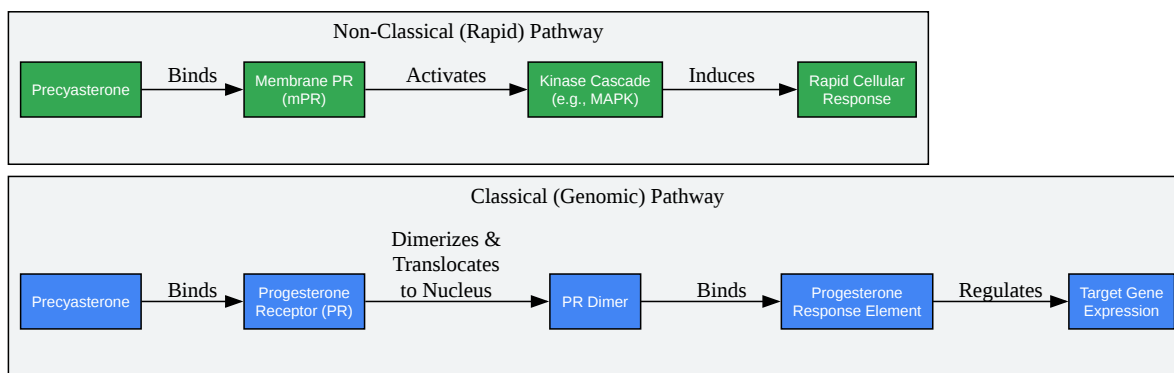 Non-Classical (Rapid) Pathway
Precyasterone
Binds
Membrane PR
(mPR)
Activates
Kinase Cascade
(e.g., MAPK)
Induces
Rapid Cellular
Response
Classical (Genomic) Pathway
Precyasterone
Binds
Progesterone
Receptor (PR)
Dimerizes &
Translocates
to Nucleus
PR Dimer
Binds
Progesterone
Response Element
Regulates
Target Gene
Expression